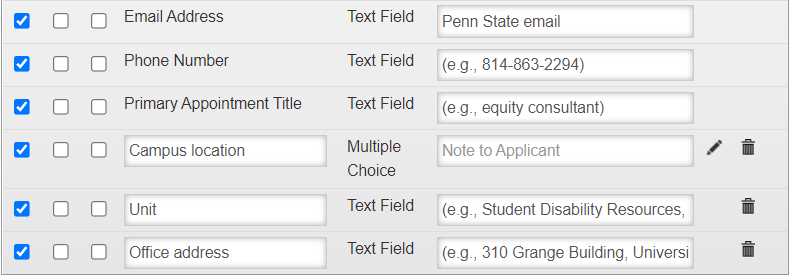 Email Address Text Field Penn State email
Phone Number Text Field (e.g., 814-863-2294)
Primary Appointment Title Text Field (e.g., equity consultant)
Campus location Multiple Choice Note to Applicant
Unit Text Field (e.g., Student Disability Resources,
Office address Text Field (e.g., 310 Grange Building, Universi